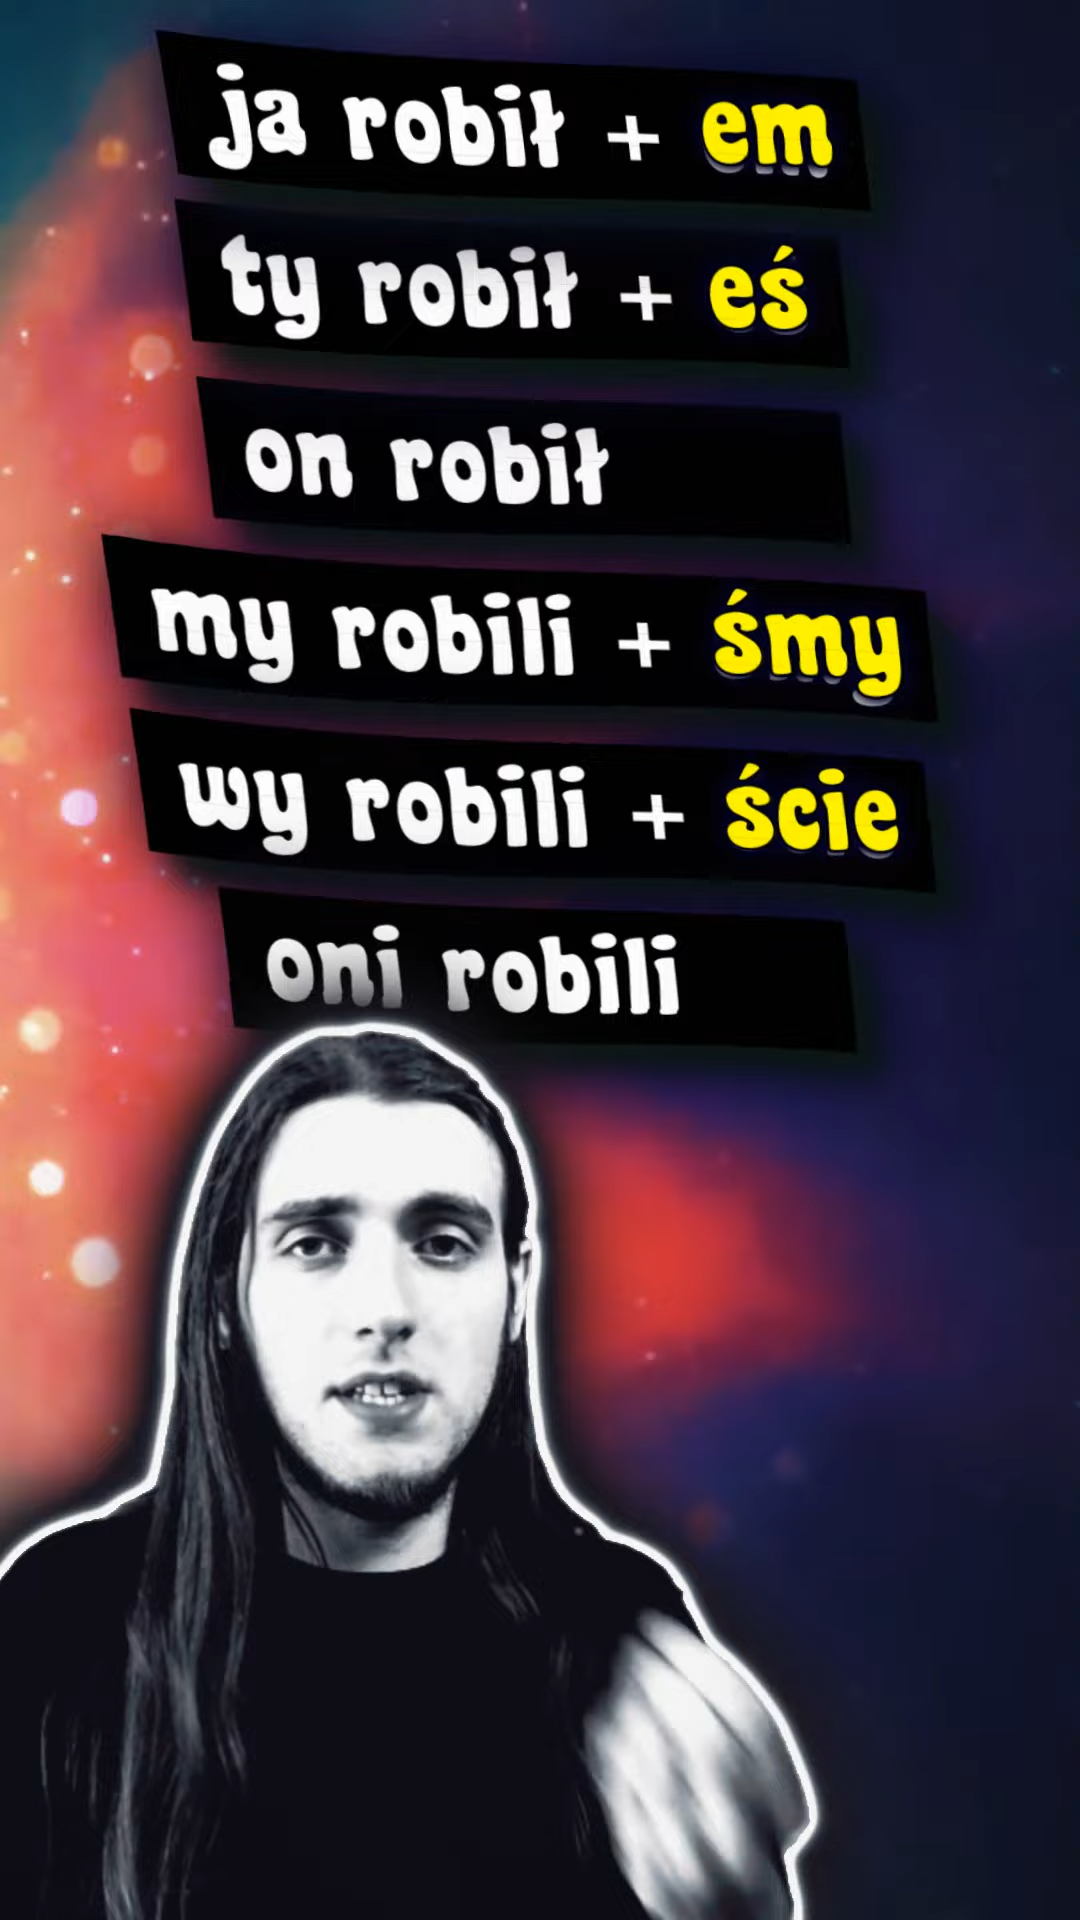 ja robił + em
ty robił + eś
on robił
my robili + śmy
wy robili + ście
oni robili